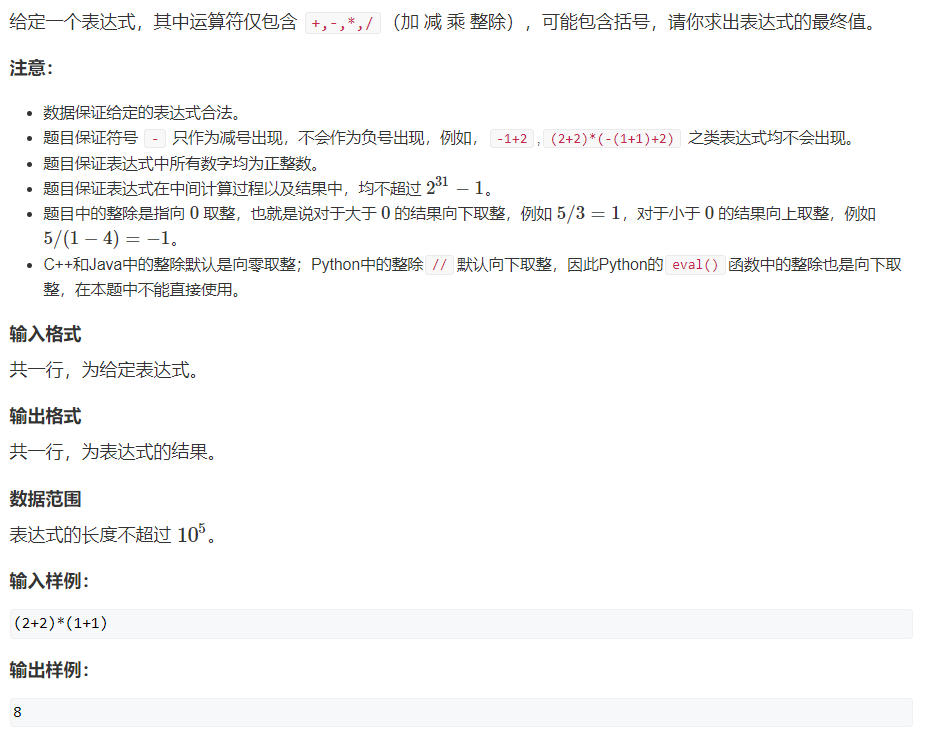 给定一个表达式，其中运算符仅包含 +,-,*,/（加 减 乘 整除），可能包含括号，请你求出表达式的最终值。
注意：
• 数据保证给定的表达式合法。
• 题目保证符号 - 只作为减号出现，不会作为负号出现，例如， -1+2 , (2+2)*(-(1+1)+2) 之类表达式均不会出现。
• 题目保证表达式中所有数字均为正整数。
• 题目保证表达式在中间计算过程以及结果中，均不超过 2^31 − 1。
• 题目中的整除是指向 0 取整，也就是说对于大于 0 的结果向下取整，例如 5/3 = 1，对于小于 0 的结果向上取整，例如
5/(1 − 4) = −1。
• C++和Java中的整除默认是向零取整；Python中的整除 // 默认向下取整，因此Python的 eval() 函数中的整除也是向下取
整，在本题中不能直接使用。
输入格式
共一行，为给定表达式。
输出格式
共一行，为表达式的结果。
数据范围
表达式的长度不超过 10^5。
输入样例：
(2+2)*(1+1)
输出样例：
8